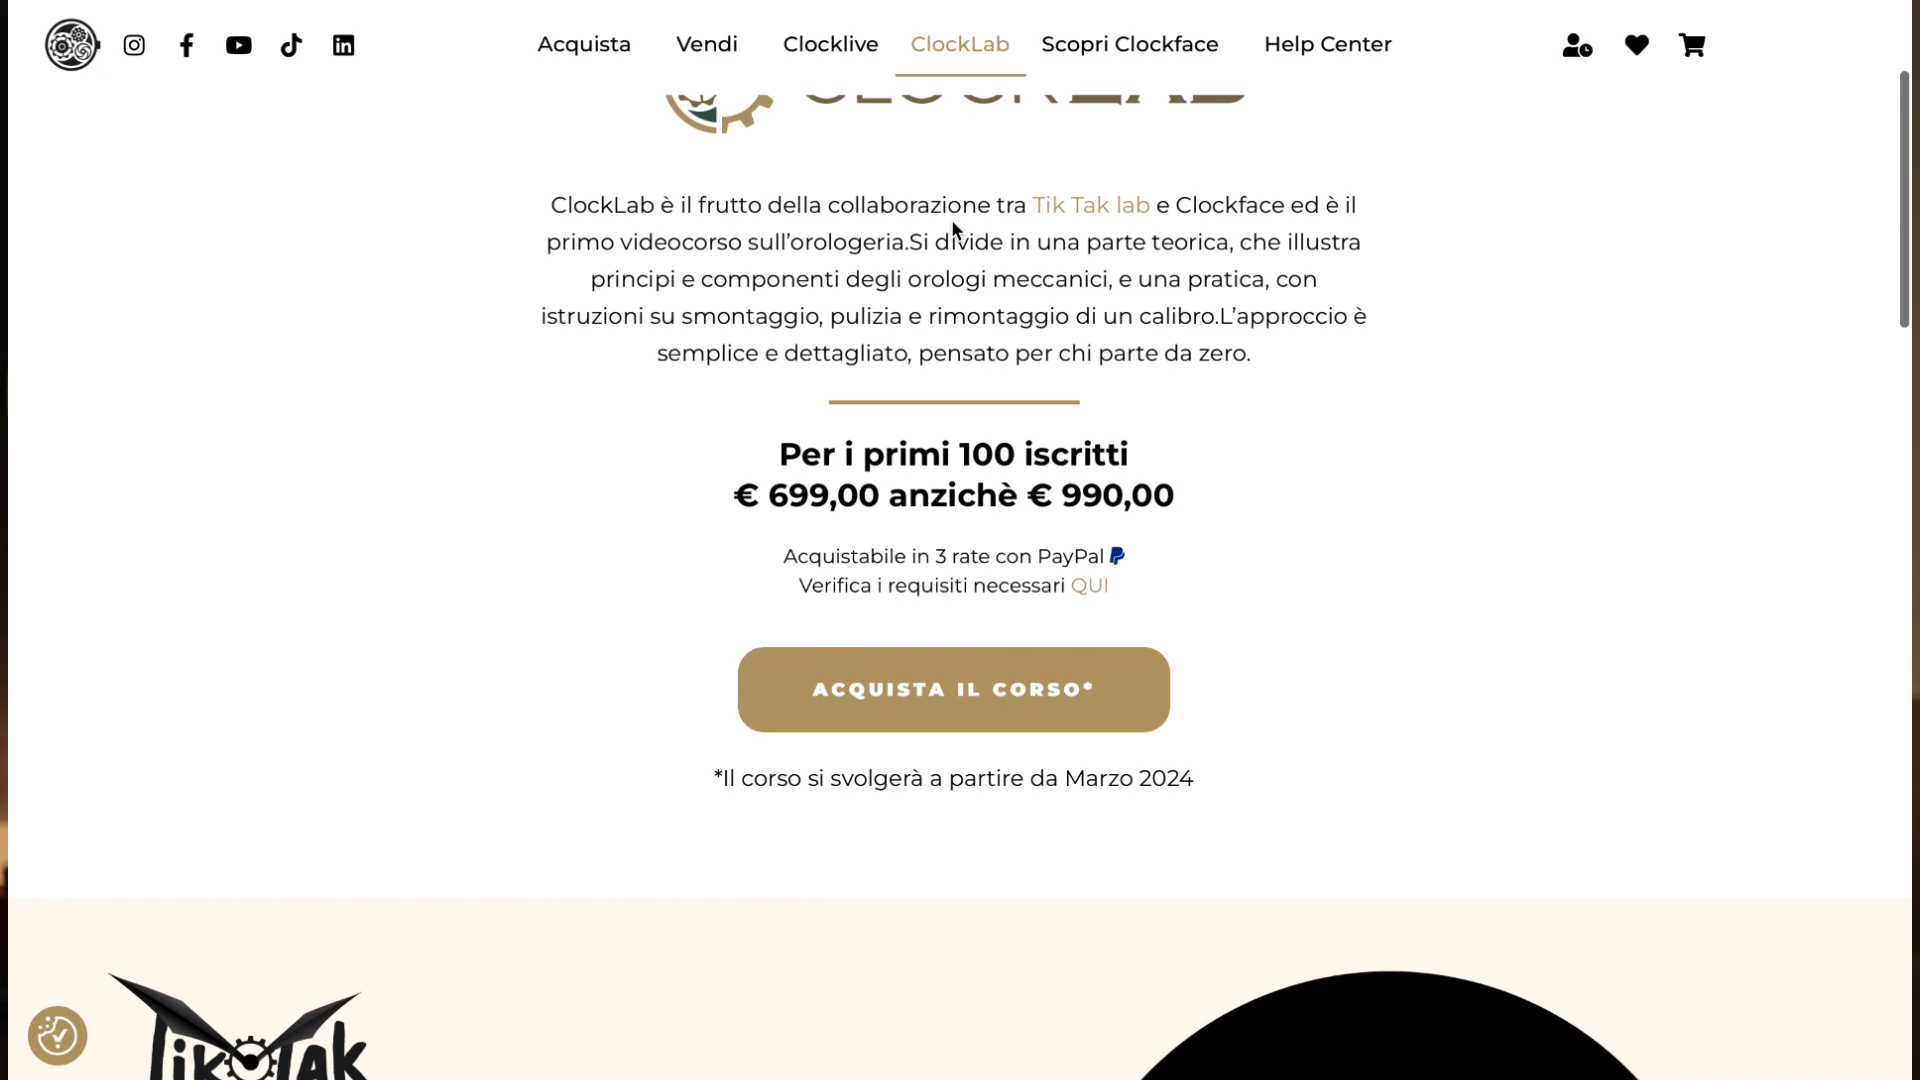 Acquista Vendi Clocklive ClockLab Scopri Clockface Help Center
CLOCKLAB
ClockLab è il frutto della collaborazione tra Tik Tak lab e Clockface ed è il
primo videocorso sull’orologeria.Si divide in una parte teorica, che illustra
principi e componenti degli orologi meccanici, e una pratica, con
istruzioni su smontaggio, pulizia e rimontaggio di un calibro.L’approccio è
semplice e dettagliato, pensato per chi parte da zero.
Per i primi 100 iscritti
€ 699,00 anzichè € 990,00
Acquistabile in 3 rate con PayPal
Verifica i requisiti necessari QUI
ACQUISTA IL CORSO*
*Il corso si svolgerà a partire da Marzo 2024
Tik Tak